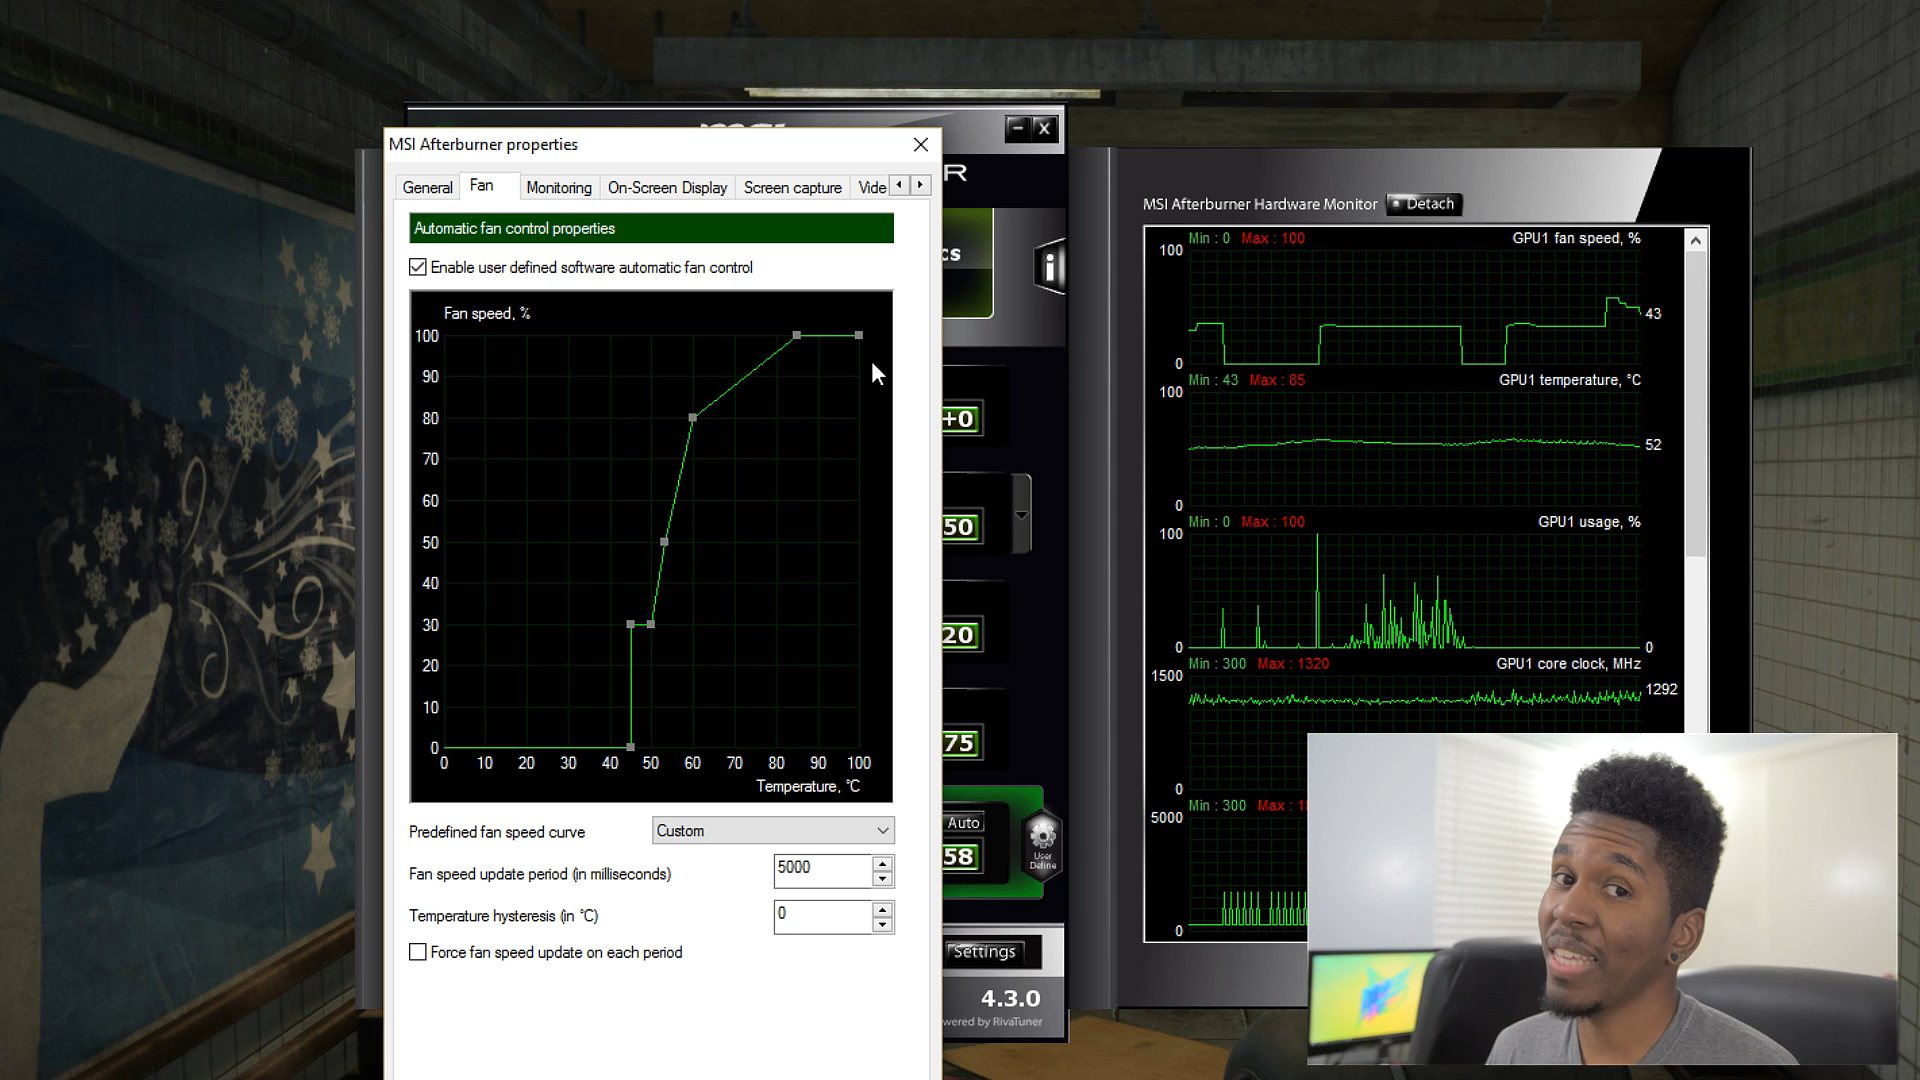 MSI Afterburner properties
General
Fan
Monitoring
On-Screen Display
Screen capture
Vide
Automatic fan control properties
Enable user defined software automatic fan control
Fan speed, %
100
90
80
70
60
50
40
30
20
10
0
0 10 20 30 40 50 60 70 80 90 100
Temperature, °C
Predefined fan speed curve
Custom
Fan speed update period (in milliseconds)
5000
Temperature hysteresis (in °C)
0
Force fan speed update on each period
R
cs
i
+0
50
20
75
Auto
58
User
Define
Settings
4.3.0
wered by RivaTuner
MSI Afterburner Hardware Monitor
Detach
Min : 0 Max : 100
GPU1 fan speed, %
100
43
0
Min : 43 Max : 85
GPU1 temperature, °C
100
52
0
Min : 0 Max : 100
GPU1 usage, %
100
0
0
Min : 300 Max : 1320
GPU1 core clock, MHz
1500
1292
0
Min : 300
5000
0